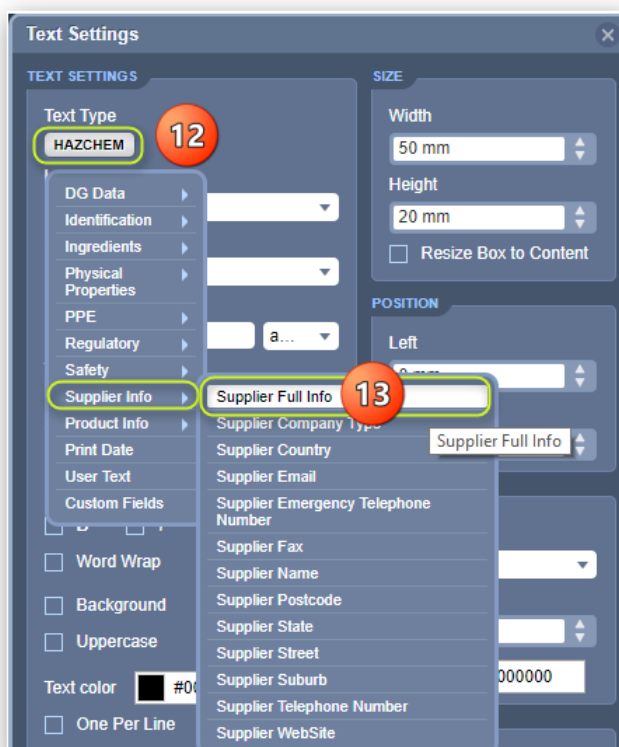 Text Settings
TEXT SETTINGS
Text Type
HAZCHEM
12
DG Data
Identification
Ingredients
Physical
Properties
PPE
Regulatory
Safety
Supplier Info
Product Info
Print Date
User Text
Custom Fields
a...
Supplier Full Info
13
Supplier Company Type
Supplier Full Info
Supplier Country
Supplier Email
Supplier Emergency Telephone
Number
Supplier Fax
Supplier Name
Supplier Postcode
Supplier State
Supplier Street
Supplier Suburb
Supplier Telephone Number
Supplier WebSite
Word Wrap
Background
Uppercase
Text color
#00
One Per Line
SIZE
Width
50 mm
Height
20 mm
Resize Box to Content
POSITION
Left
000000